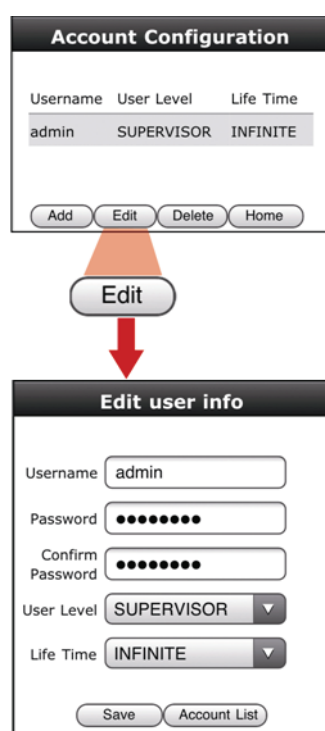 Account Configuration
Username User Level Life Time
admin SUPERVISOR INFINITE
Add Edit Delete Home
Edit
Edit user info
Username admin
Password ●●●●●●●●
Confirm
Password ●●●●●●●●
User Level SUPERVISOR
Life Time INFINITE
Save Account List